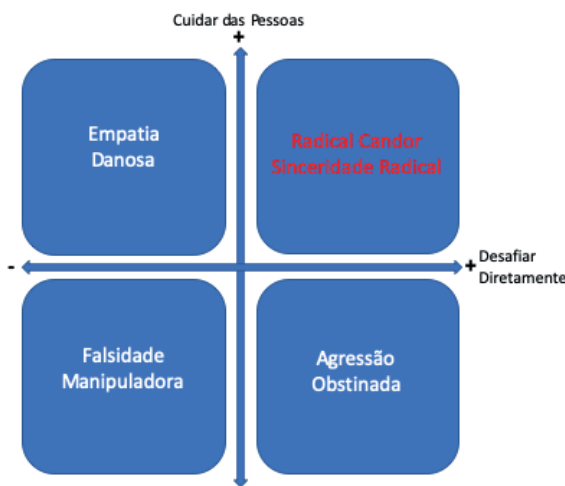 Cuidar das Pessoas
+
Empatia
Danosa
Radical Candor
Sinceridade Radical
-
+ Desafiar
Diretamente
Falsidade
Manipuladora
Agressão
Obstinada